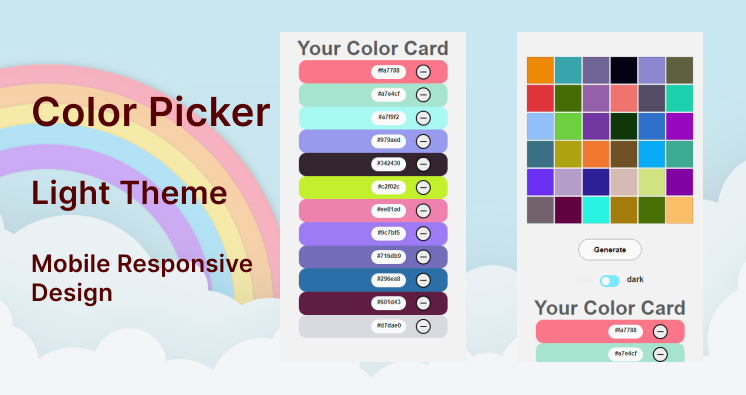 Color Picker
Light Theme
Mobile Responsive
Design
Your Color Card
#fa7788
#a7e4cf
#a7f9f2
#979aed
#342430
#c2f02c
#ee81ad
#9c7bf5
#716db9
#296ea8
#601d43
#d7dae0
Generate
dark
Your Color Card
#fa7788
#a7e4cf